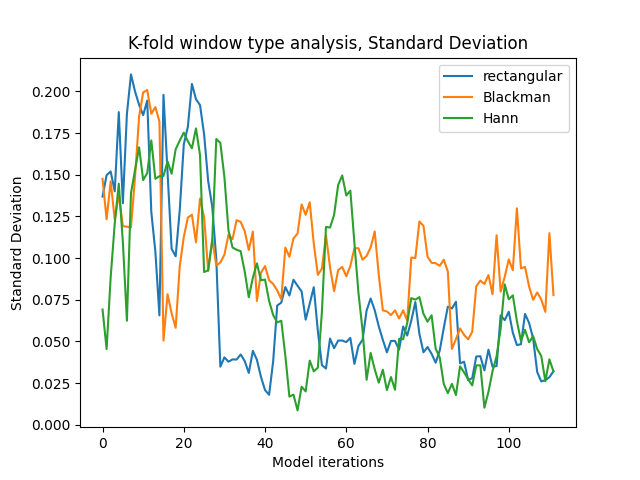 K-fold window type analysis, Standard Deviation
rectangular
Blackman
Hann
Standard Deviation
0.200
0.175
0.150
0.125
0.100
0.075
0.050
0.025
0.000
0 20 40 60 80 100
Model iterations